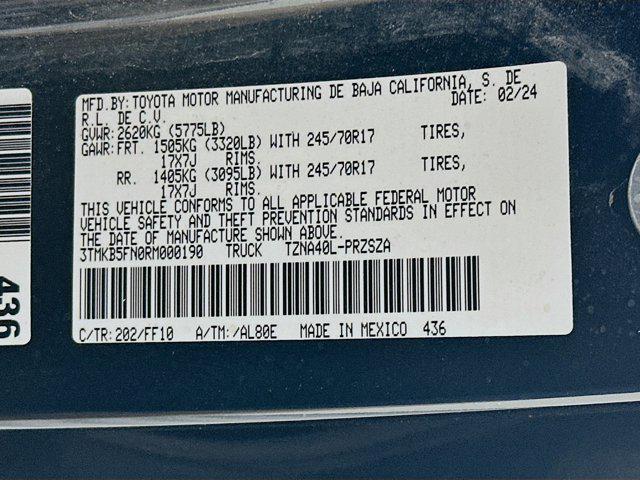 MFD.BY:TOYOTA MOTOR MANUFACTURING DE BAJA CALIFORNIA, S. DE
R.L. DE C.V. DATE: 02/24
GVWR:2620KG (5775LB)
GAWR:FRT. 1505KG (3320LB) WITH 245/70R17 TIRES,
17X7J RIMS.
RR. 1405KG (3095LB) WITH 245/70R17 TIRES,
17X7J RIMS.
THIS VEHICLE CONFORMS TO ALL APPLICABLE FEDERAL MOTOR
VEHICLE SAFETY AND THEFT PREVENTION STANDARDS IN EFFECT ON
THE DATE OF MANUFACTURE SHOWN ABOVE.
3TMKB5FN0RM000190 TRUCK TZNA40L-PRZSZA
C/TR:202/FF10 A/TM:/AL80E MADE IN MEXICO 436
436